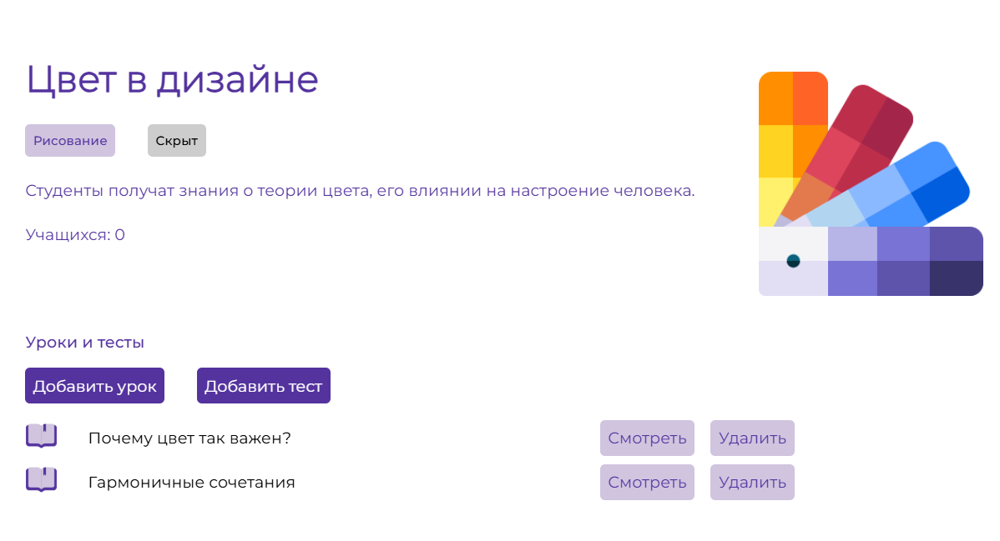 Цвет в дизайне
Рисование Скрыт
Студенты получат знания о теории цвета, его влиянии на настроение человека.
Учащихся: 0
Уроки и тесты
Добавить урок Добавить тест
Почему цвет так важен? Смотреть Удалить
Гармоничные сочетания Смотреть Удалить